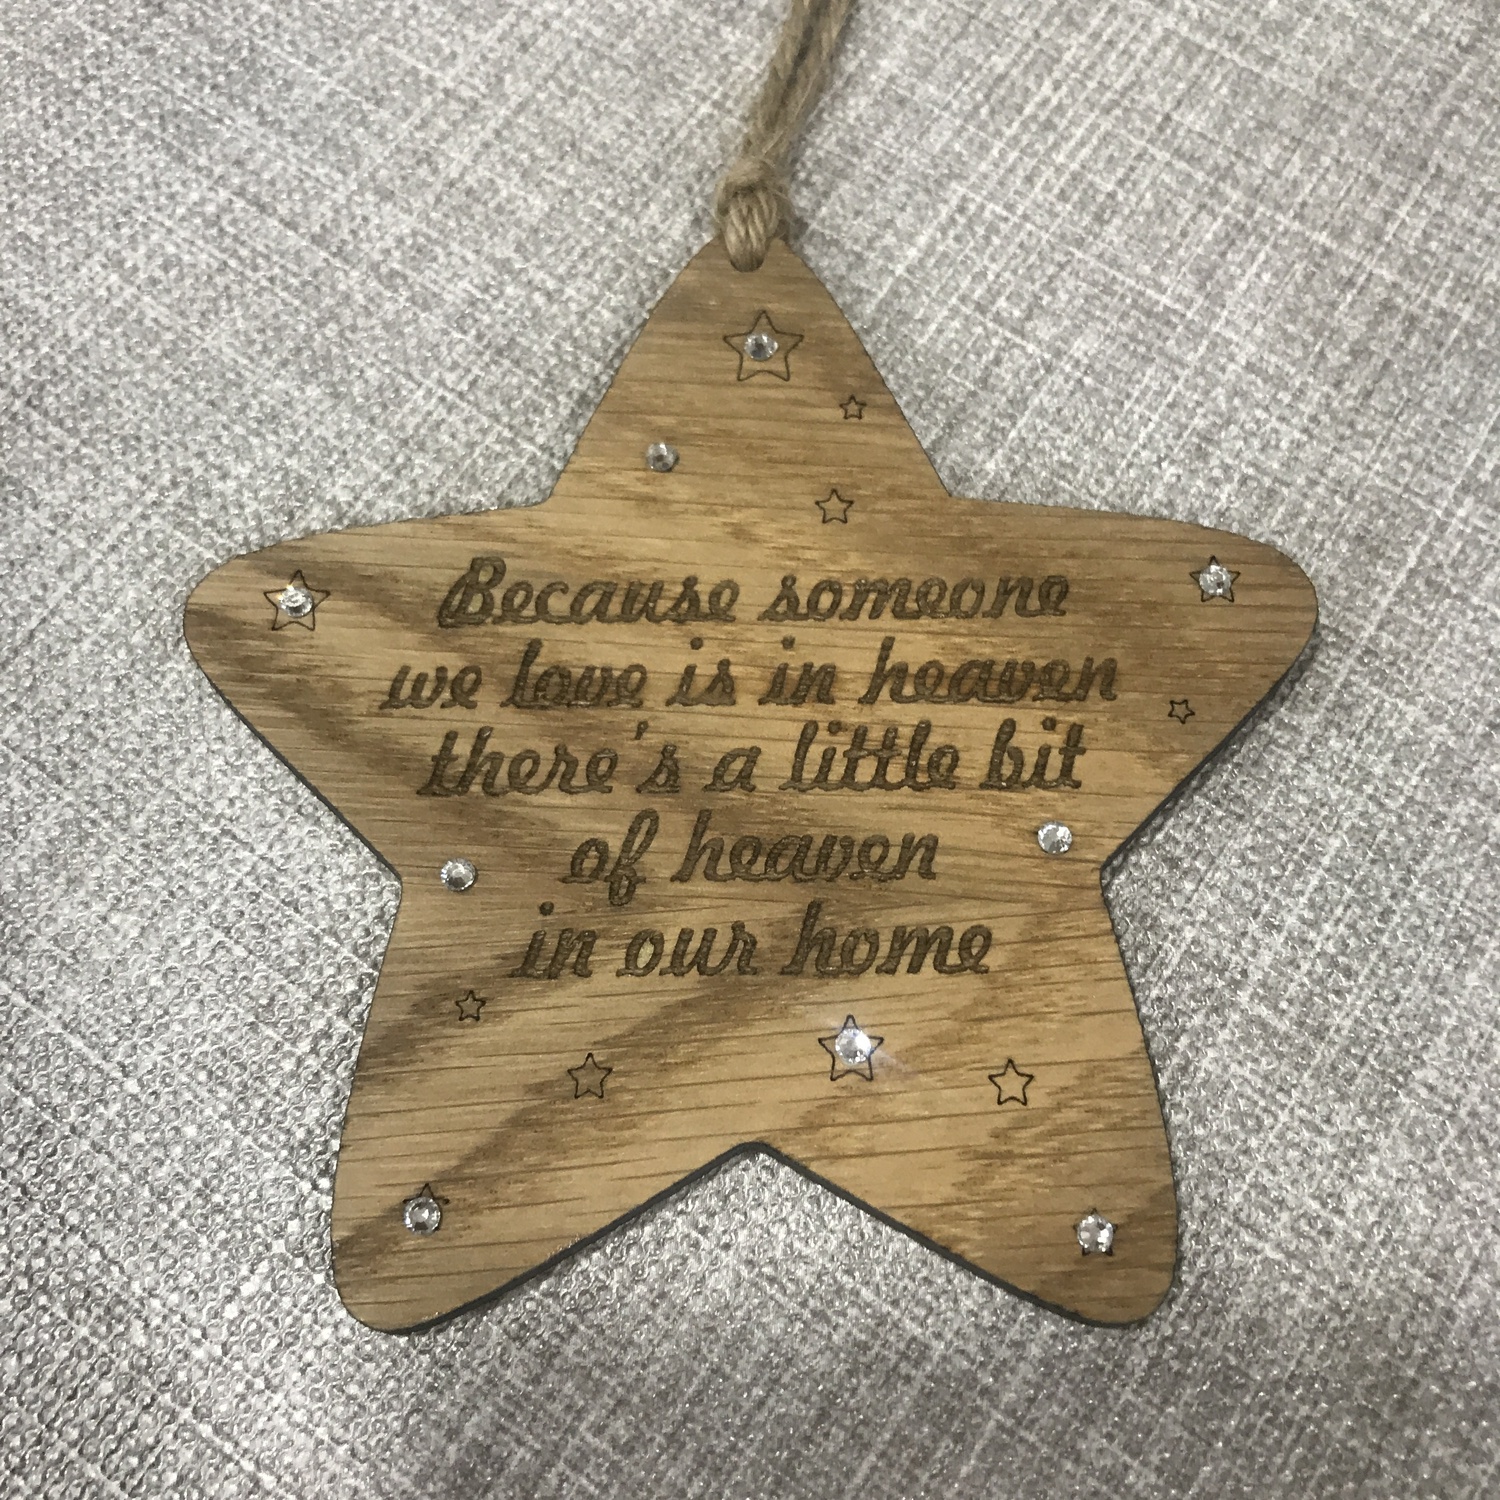 Because someone
we love is in heaven
there's a little bit
of heaven
in our home